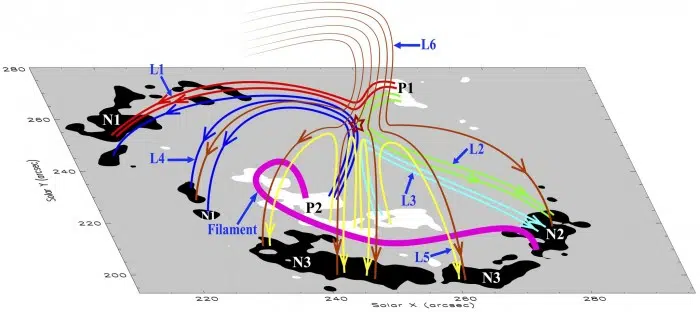 L6
280
L1
P1
N1
260
L2
L4
L3
Solar Y (arcsec)
240
N1
P2
Filament
220
N2
N3
L5
N3
200
220
240
260
280
Solar X (arcsec)